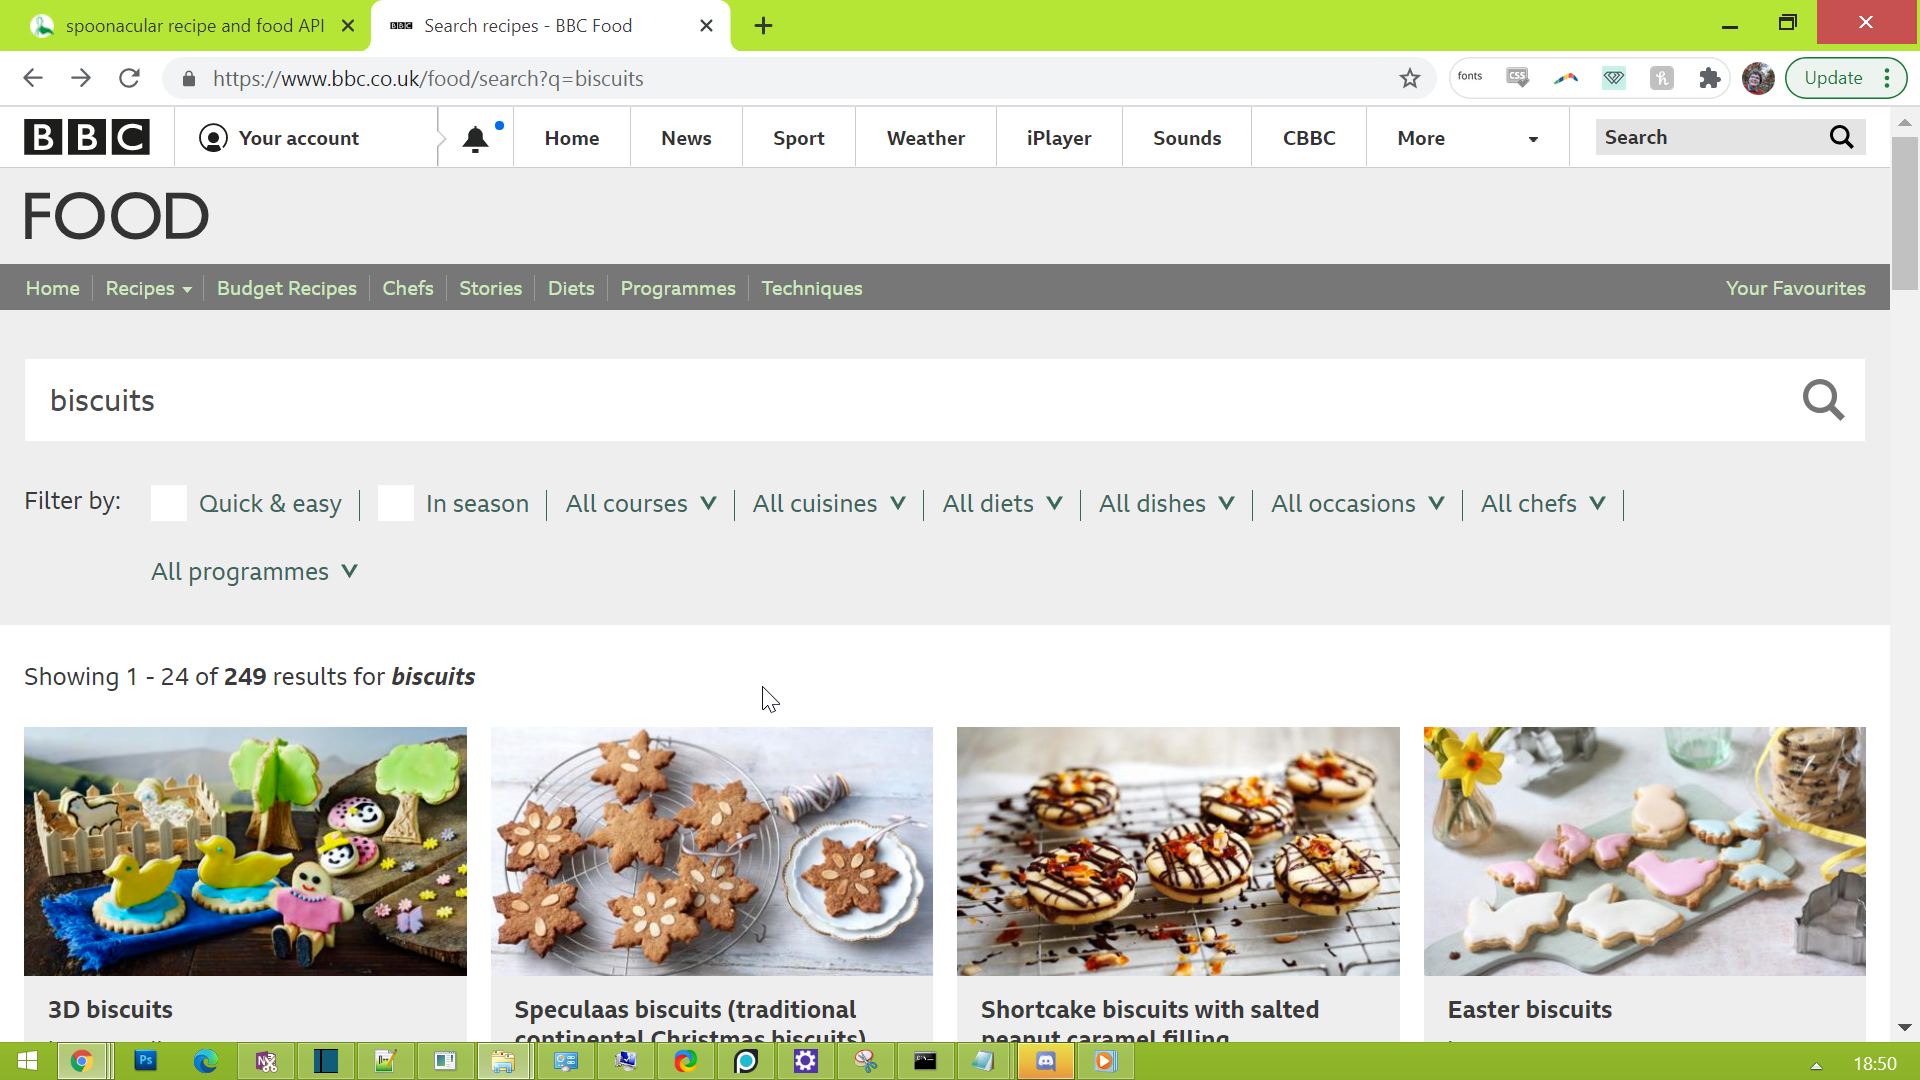 spoonacular recipe and food API
BBC Search recipes - BBC Food
https://www.bbc.co.uk/food/search?q=biscuits
fonts CSS Update
BBC Your account Home News Sport Weather iPlayer Sounds CBBC More Search
FOOD
Home Recipes Budget Recipes Chefs Stories Diets Programmes Techniques Your Favourites
biscuits
Filter by: Quick & easy In season All courses All cuisines All diets All dishes All occasions All chefs
All programmes
Showing 1 - 24 of 249 results for biscuits
3D biscuits
Speculaas biscuits (traditional
continental Christmas biscuits)
Shortcake biscuits with salted
peanut caramel filling
Easter biscuits
Ps
18:50